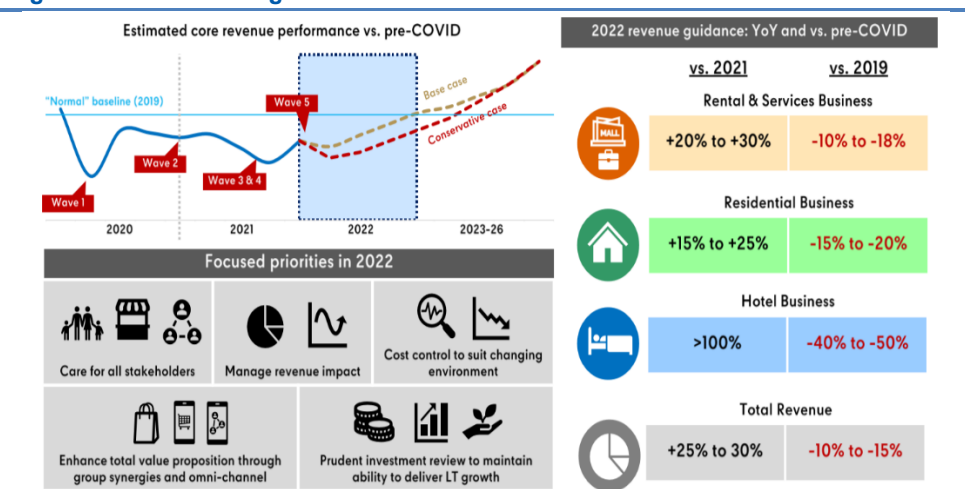 Estimated core revenue performance vs. pre-COVID
"Normal" baseline (2019)
Wave 1
Wave 2
Wave 3 & 4
Wave 5
Base case
Conservative case
2020
2021
2022
2023-26
Focused priorities in 2022
Care for all stakeholders
Manage revenue impact
Cost control to suit changing
environment
Enhance total value proposition through
group synergies and omni-channel
Prudent investment review to maintain
ability to deliver LT growth
2022 revenue guidance: YoY and vs. pre-COVID
vs. 2021
vs. 2019
Rental & Services Business
MALL
+20% to +30%
-10% to -18%
Residential Business
+15% to +25%
-15% to -20%
Hotel Business
>100%
-40% to -50%
Total Revenue
+25% to 30%
-10% to -15%